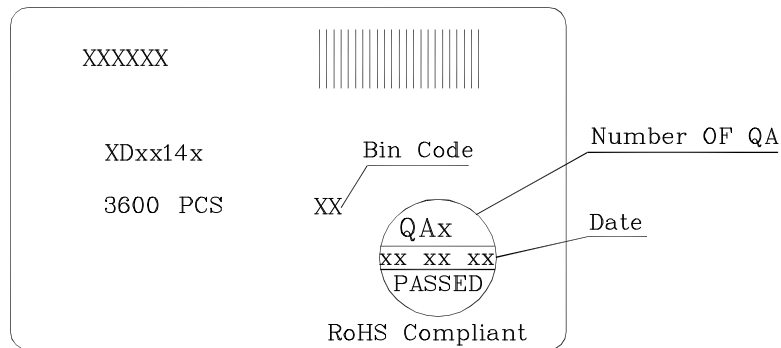 XXXXXX
XDxx14x
Bin Code
Number OF QA
3600 PCS
XX
QAx
Date
xx xx xx
PASSED
RoHS Compliant